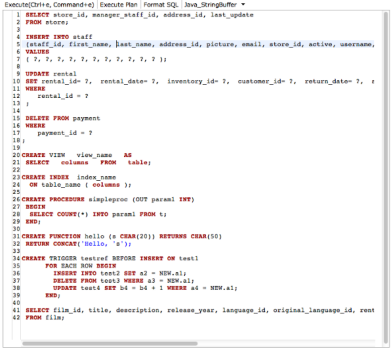 Execute(Ctrl+e, Command+e) Execute Plan Format SQL Java_StringBuffer
1 SELECT store_id, manager_staff_id, address_id, last_update
2 FROM store;
3
4 INSERT INTO staff
5 (staff_id, first_name, last_name, address_id, picture, email, store_id, active, username,
6 VALUES
7 ( ?, ?, ?, ?, ?, ?, ?, ?, ?, ?, ? );
8
9 UPDATE rental
10 SET rental_id= ?, rental_date= ?, inventory_id= ?, customer_id= ?, return_date= ?,
11 WHERE
12 rental_id = ?
13 ;
14
15 DELETE FROM payment
16 WHERE
17 payment_id = ?
18 ;
19
20 CREATE VIEW view_name AS
21 SELECT columns FROM table;
22
23 CREATE INDEX index_name
24 ON table_name ( columns );
25
26 CREATE PROCEDURE simpleproc (OUT param1 INT)
27 BEGIN
28 SELECT COUNT(*) INTO param1 FROM t;
29 END;
30
31 CREATE FUNCTION hello (s CHAR(20)) RETURNS CHAR(50)
32 RETURN CONCAT('Hello, 's');
33
34 CREATE TRIGGER testref BEFORE INSERT ON test1
35 FOR EACH ROW BEGIN
36 INSERT INTO test2 SET a2 = NEW.a1;
37 DELETE FROM test3 WHERE a3 = NEW.a1;
38 UPDATE test4 SET b4 = b4 + 1 WHERE a4 = NEW.a1;
39 END;
40
41 SELECT film_id, title, description, release_year, language_id, original_language_id, rent
42 FROM film;